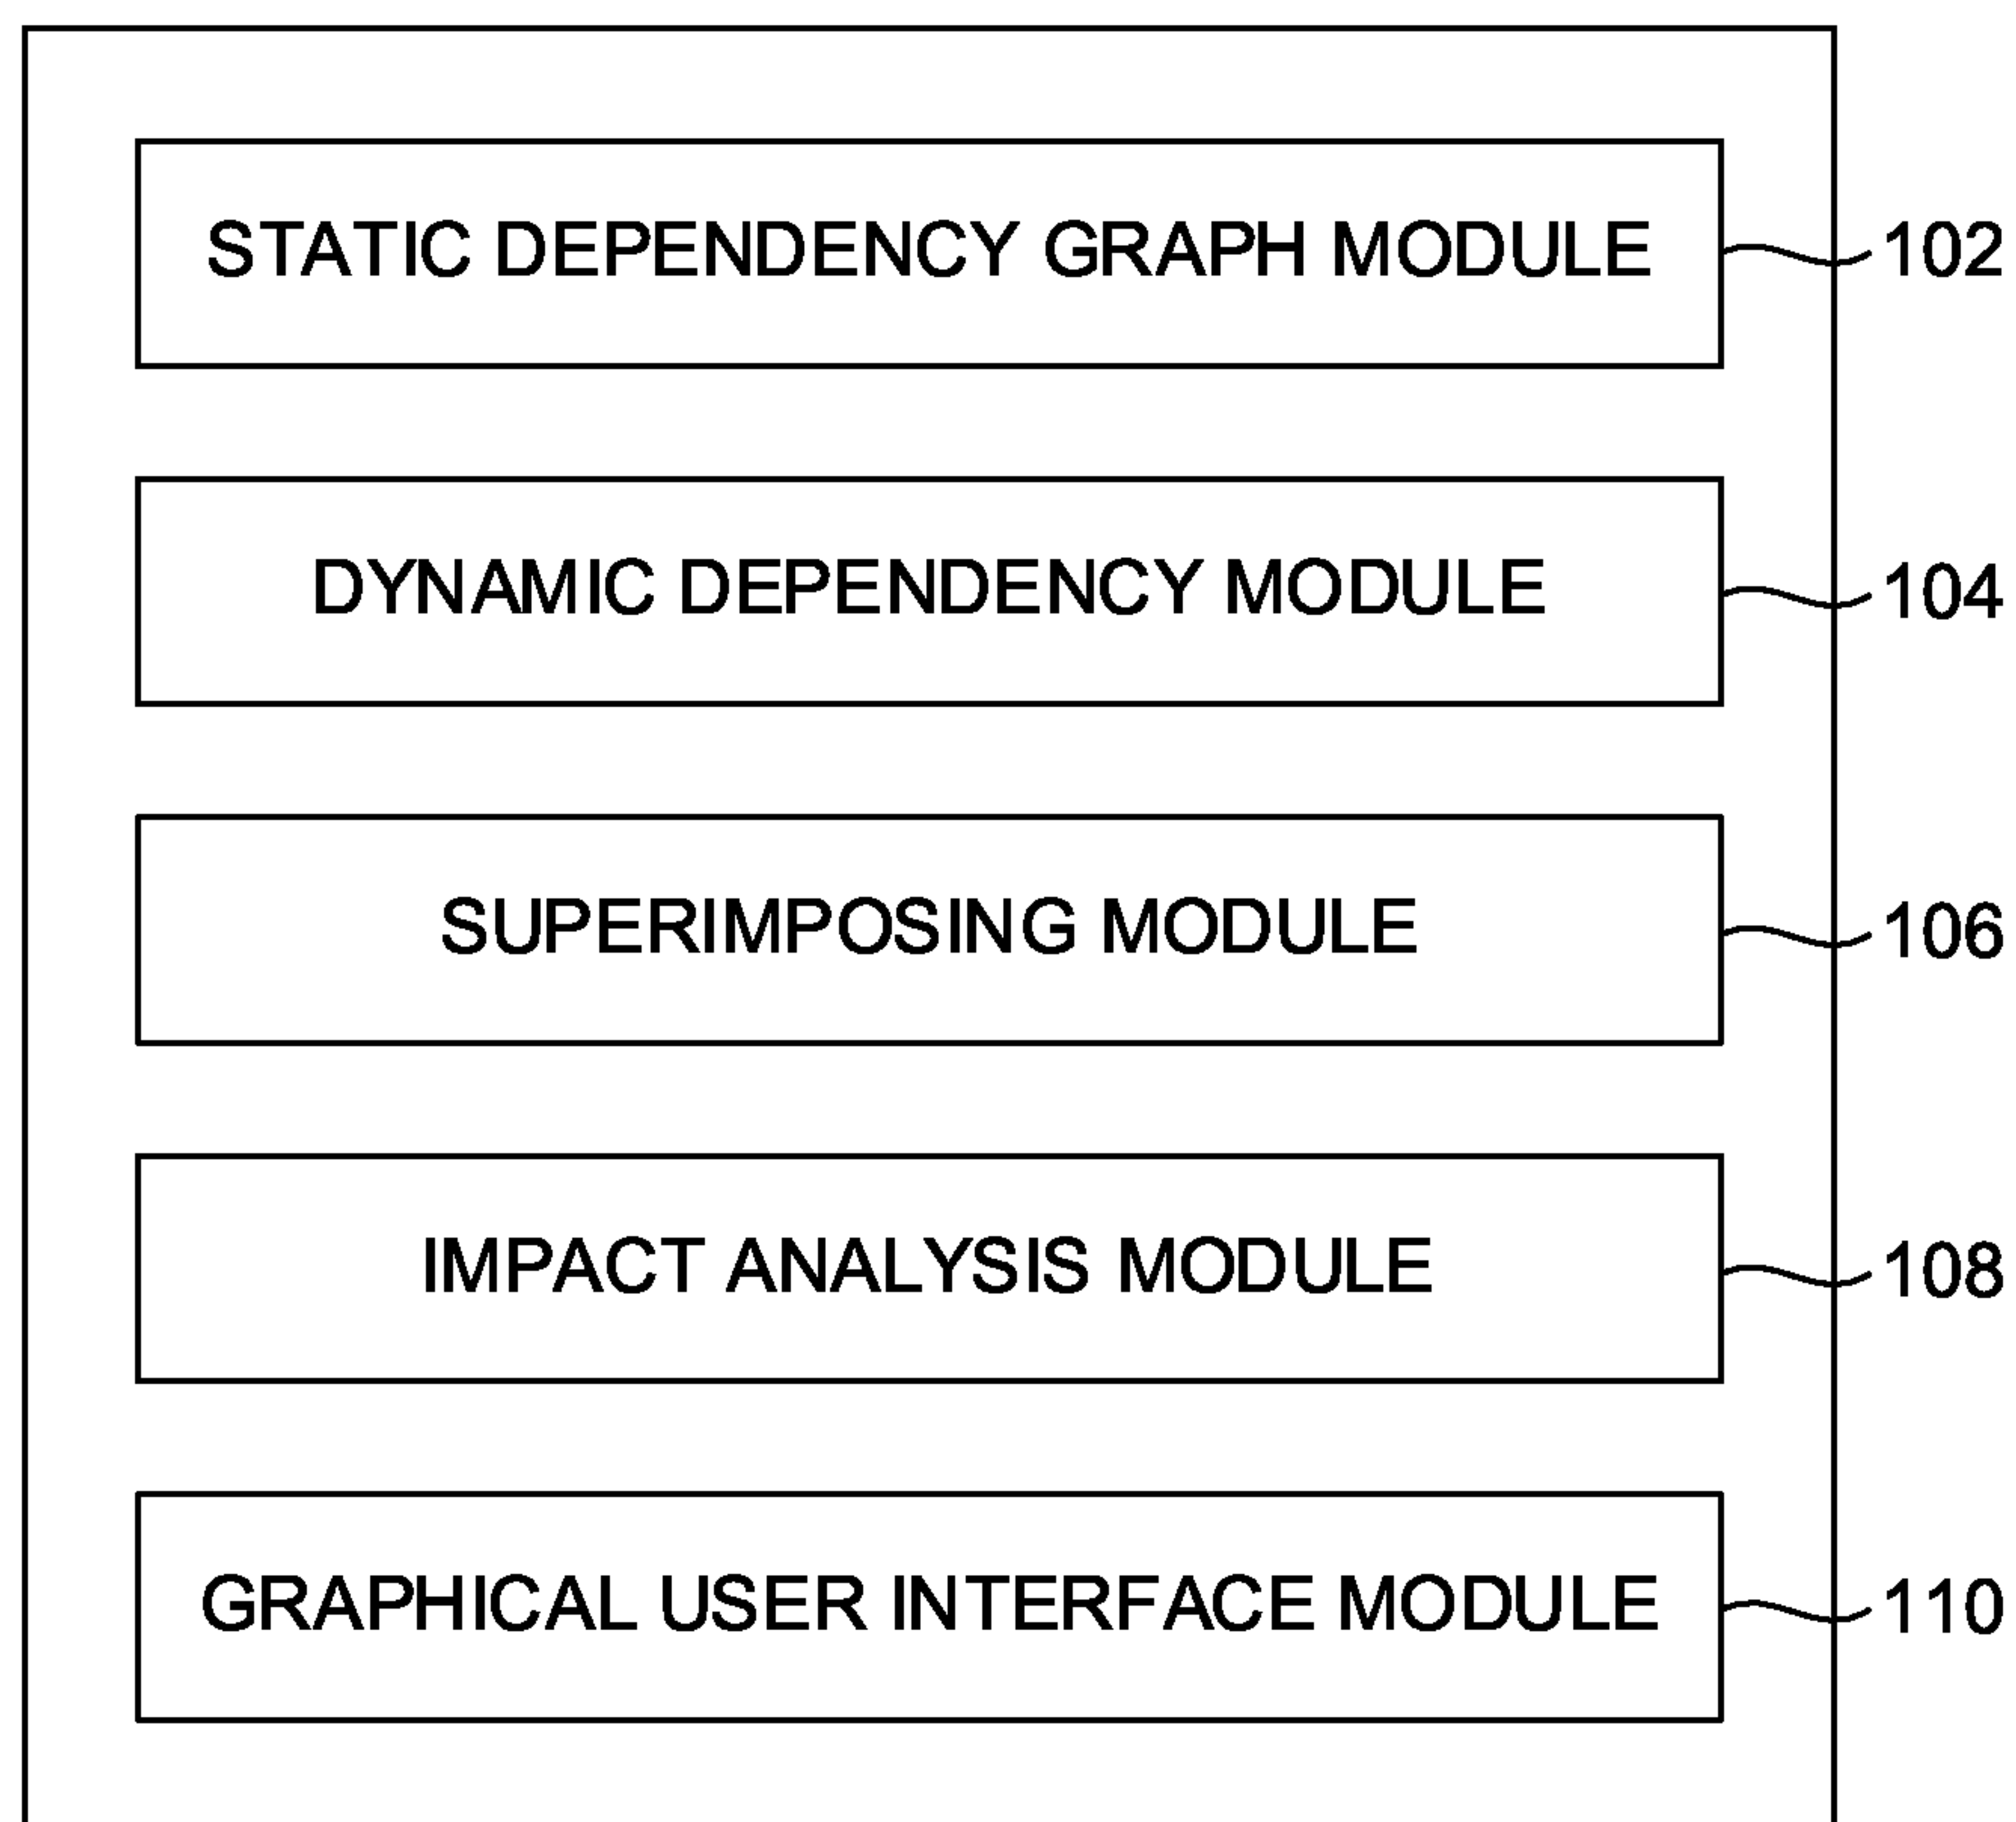 STATIC DEPENDENCY GRAPH MODULE 102
DYNAMIC DEPENDENCY MODULE 104
SUPERIMPOSING MODULE 106
IMPACT ANALYSIS MODULE 108
GRAPHICAL USER INTERFACE MODULE 110